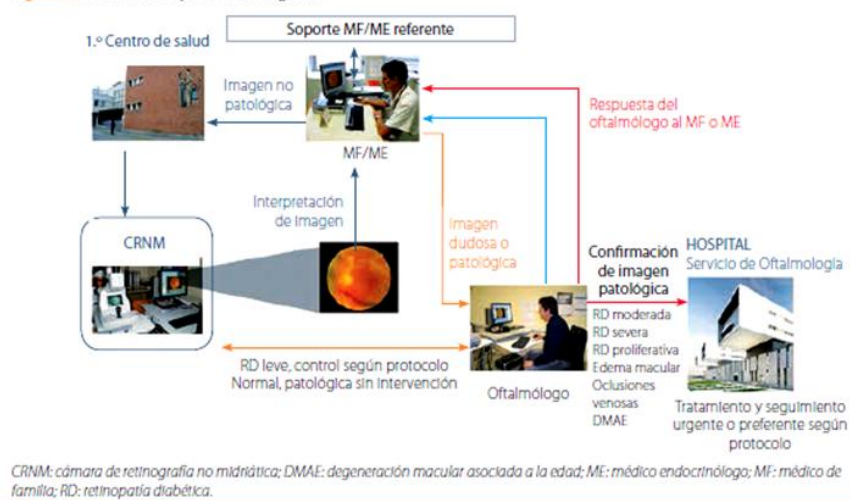 Soporte MF/ME referente
1.º Centro de salud
Imagen no
patológica
MF/ME
Respuesta del
oftalmólogo al MF o ME
Interpretación
de imagen
CRNM
Imagen
dudosa o
patológica
Confirmación
de imagen
patológica
HOSPITAL
Servicio de Oftalmología
RD moderada
RD severa
RD proliferativa
Edema macular
Oclusiones
venosas
DMAE
RD leve, control según protocolo
Normal, patológica sin intervención
Oftalmólogo
Tratamiento y seguimiento
urgente o preferente según
protocolo
CRNM: cámara de retinografía no midriática; DMAE: degeneración macular asociada a la edad; ME: médico endocrinólogo; MF: médico de
familia; RD: retinopatía diabética.